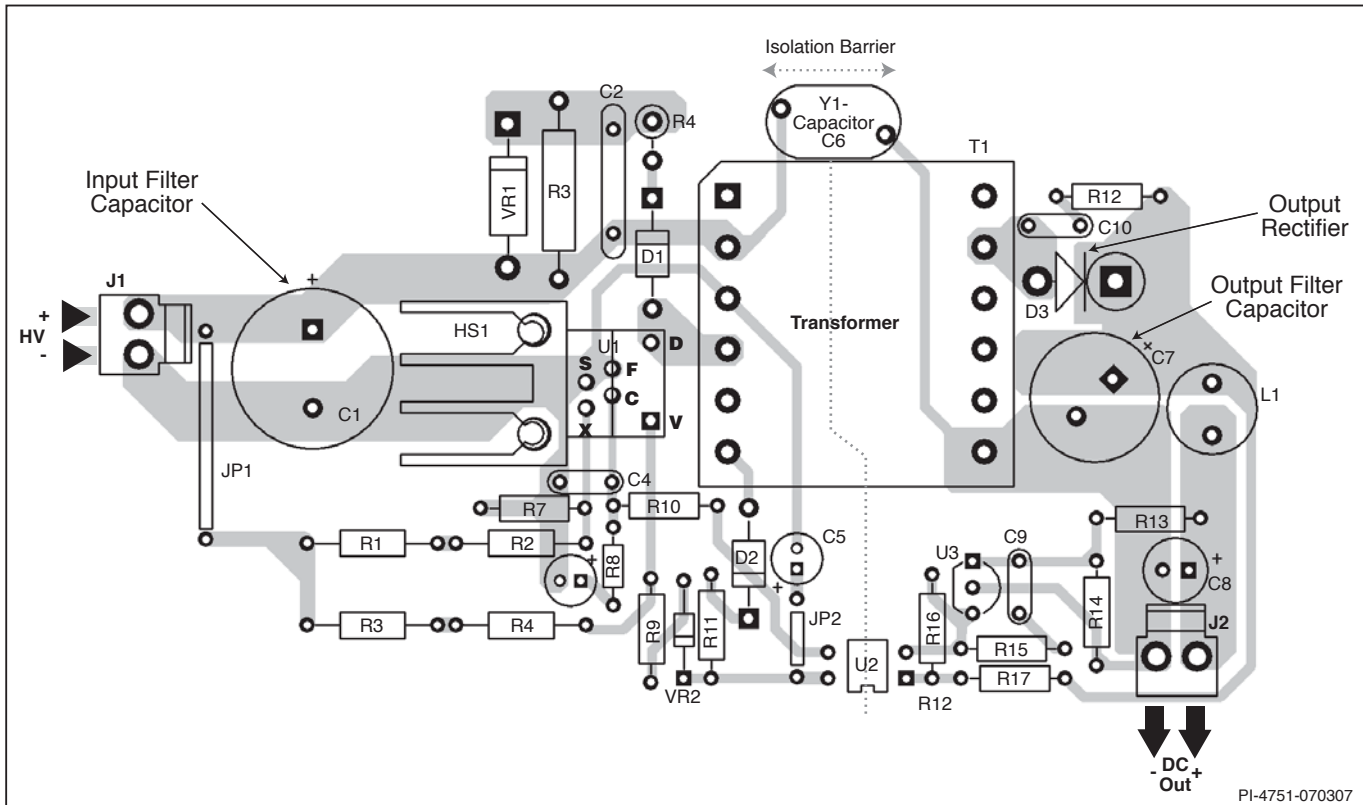 Isolation Barrier
Y1-
Capacitor
C6
C2
R4
T1
VR1
R3
Input Filter
Capacitor
R12
Output
Rectifier
C10
D1
D3
Output Filter
Capacitor
J1
+
HV
-
+
HS1
U1
D
S
F
C
X
V
Transformer
+
C7
L1
C1
JP1
C4
R7
R10
R13
R1
R2
R8
+
D2
C5
+
U3
C9
+
C8
R14
R3
R4
R9
R11
JP2
R16
R15
J2
U2
R17
VR2
R12
- DC +
Out
PI-4751-070307